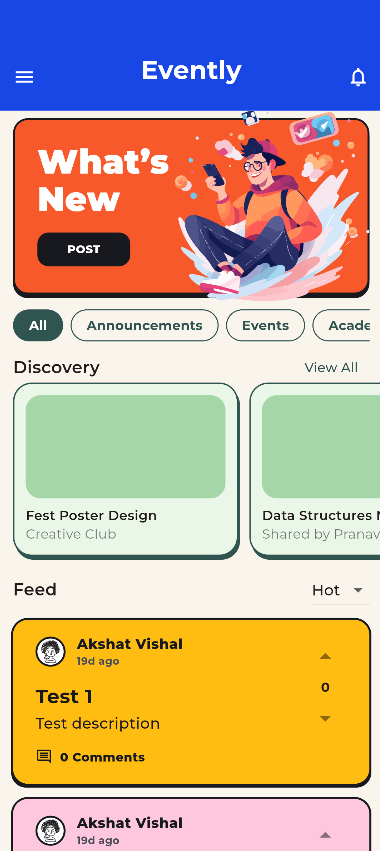 Evently
What's
New
POST
All
Announcements
Events
Acade
Discovery
View All
Fest Poster Design
Creative Club
Data Structures N
Shared by Pranav
Feed
Hot
Akshat Vishal
19d ago
0
Test 1
Test description
0 Comments
Akshat Vishal
19d ago